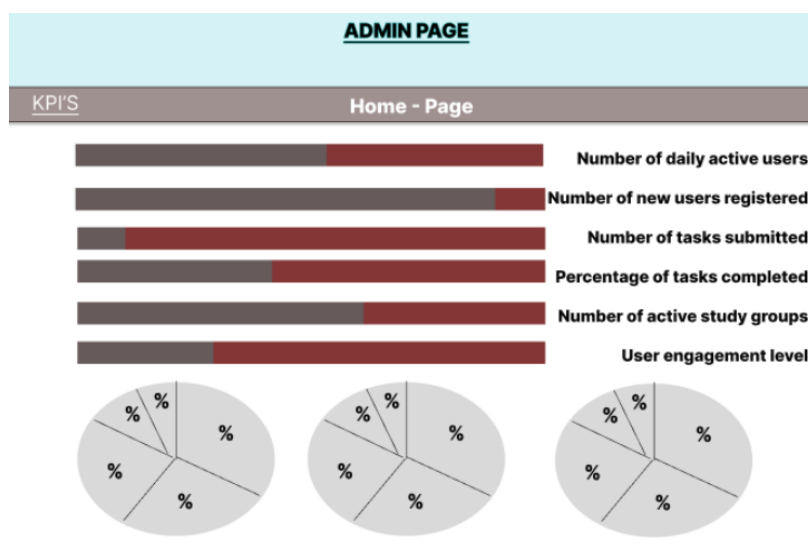 ADMIN PAGE
KPI'S
Home - Page
Number of daily active users
Number of new users registered
Number of tasks submitted
Percentage of tasks completed
Number of active study groups
User engagement level
% % % % %
% % % % %
% % % % %